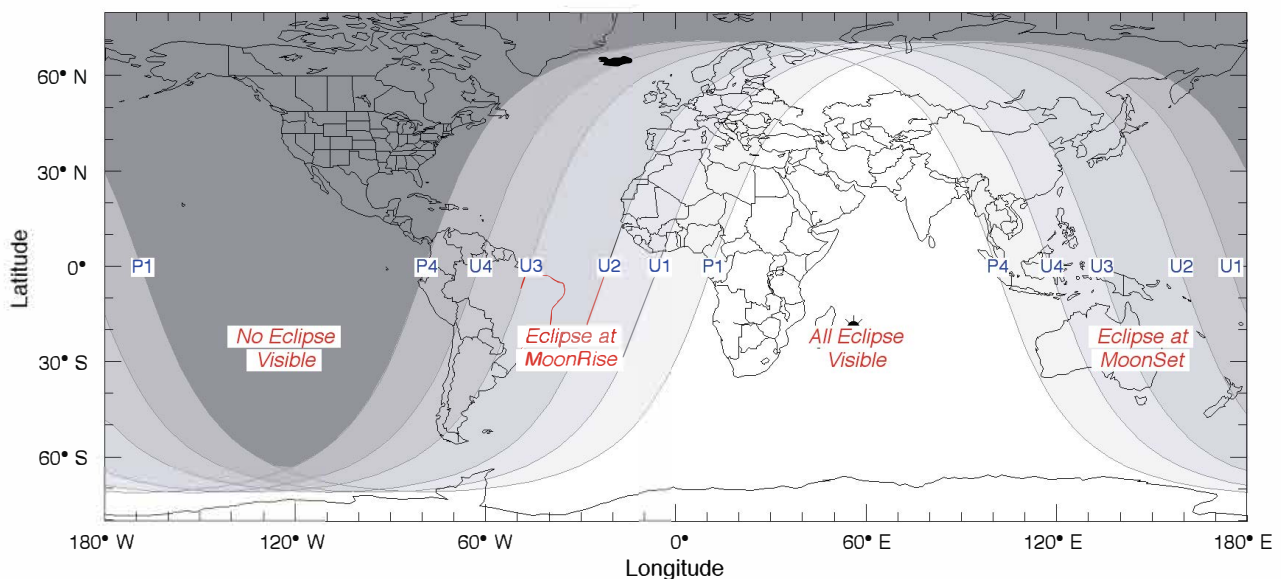 60° N
30° N
0°
30° S
60° S
Latitude
P1
P4
U4
U3
U2
U1
P1
P4
U4
U3
U2
U1
No Eclipse
Visible
Eclipse at
MoonRise
All Eclipse
Visible
Eclipse at
MoonSet
180° W
120° W
60° W
0°
60° E
120° E
180° E
Longitude